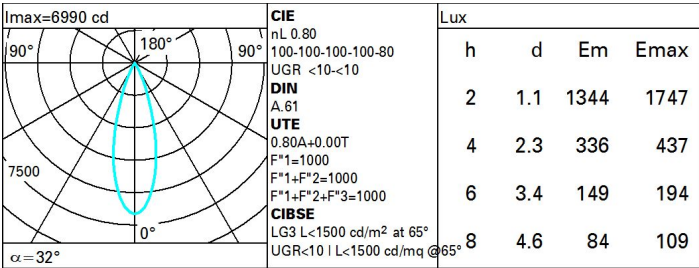 Imax=6990 cd
90°
180°
90°
7500
0°
α=32°
CIE
nL 0.80
100-100-100-100-80
UGR <10-<10
DIN
A.61
UTE
0.80A+0.00T
F"1=1000
F"1+F"2=1000
F"1+F"2+F"3=1000
CIBSE
LG3 L<1500 cd/m² at 65°
UGR<10 | L<1500 cd/mq @65°
Lux
h d Em Emax
2 1.1 1344 1747
4 2.3 336 437
6 3.4 149 194
8 4.6 84 109